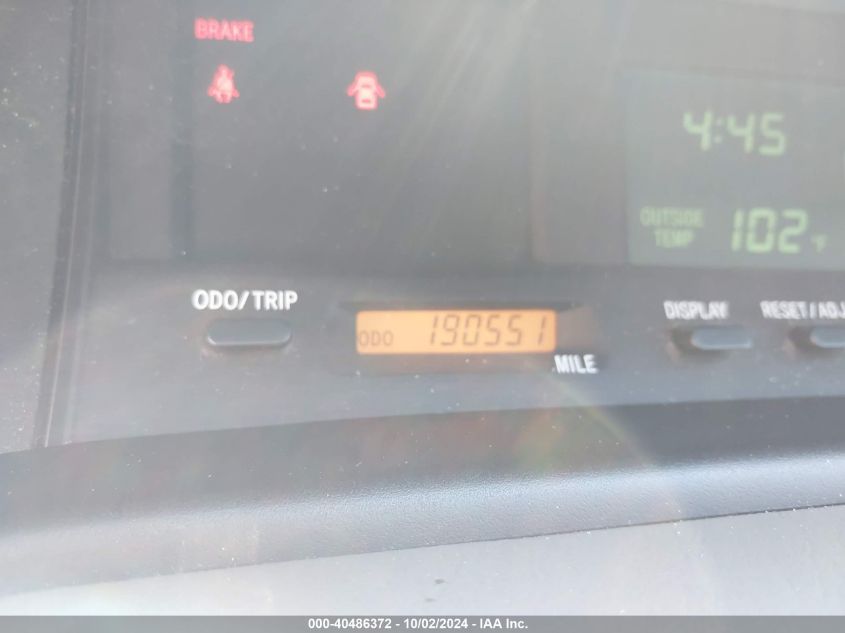 BRAKE
4:45
OUTSIDE TEMP 102 °F
ODO/TRIP
ODO 190551
MILE
DISPLAY
RESET/ADJ
000-40486372 - 10/02/2024 - IAA Inc.